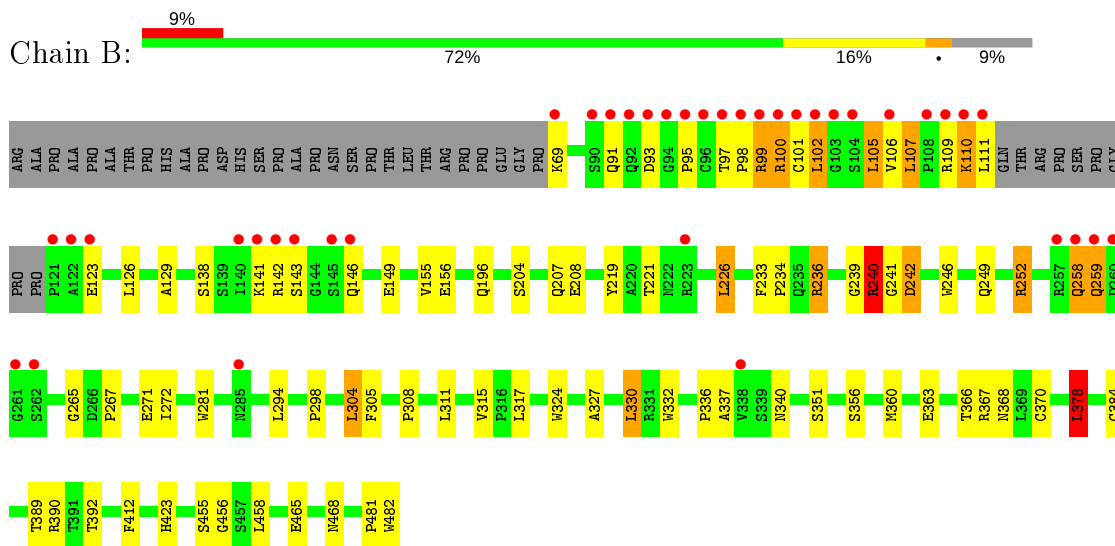 Chain B:
9%
72% 16% • 9%
ARG ALA PRO ALA ALA PRO ALA THR PRO HIS ALA PRO ASP HIS SER PRO ALA PRO ASN SER PRO THR LEU THR ARG PRO PRO GLU GLY PRO K69 S90 Q91 Q92 D93 G94 P95 C96 T97 P98 R99 R100 C101 L102 G103 S104 L105 V106 L107 P108 R109 K110 L111 GLN THR ARG PRO SER PRO GLY
PRO PRO P121 A122 E123 L126 A129 S138 S139 I140 K141 R142 S143 G144 S145 Q146 E149 V155 E156 Q196 S204 Q207 E208 Y219 A220 T221 N222 R223 L226 F233 P234 Q235 R236 G239 R240 G241 D242 W246 Q249 R252 R257 Q258 Q259
G261 S262 G265 D266 P267 E271 I272 W281 N285 L294 P298 L304 F305 P308 L311 V315 P316 L317 W324 A327 L330 R331 W332 P336 A337 V338 S339 N340 S351 S356 M360 E363 T366 R367 N368 L369 C370 L378
T389 R390 T391 T392 F412 H423 S455 G456 S457 L458 E465 N468 P481 W482